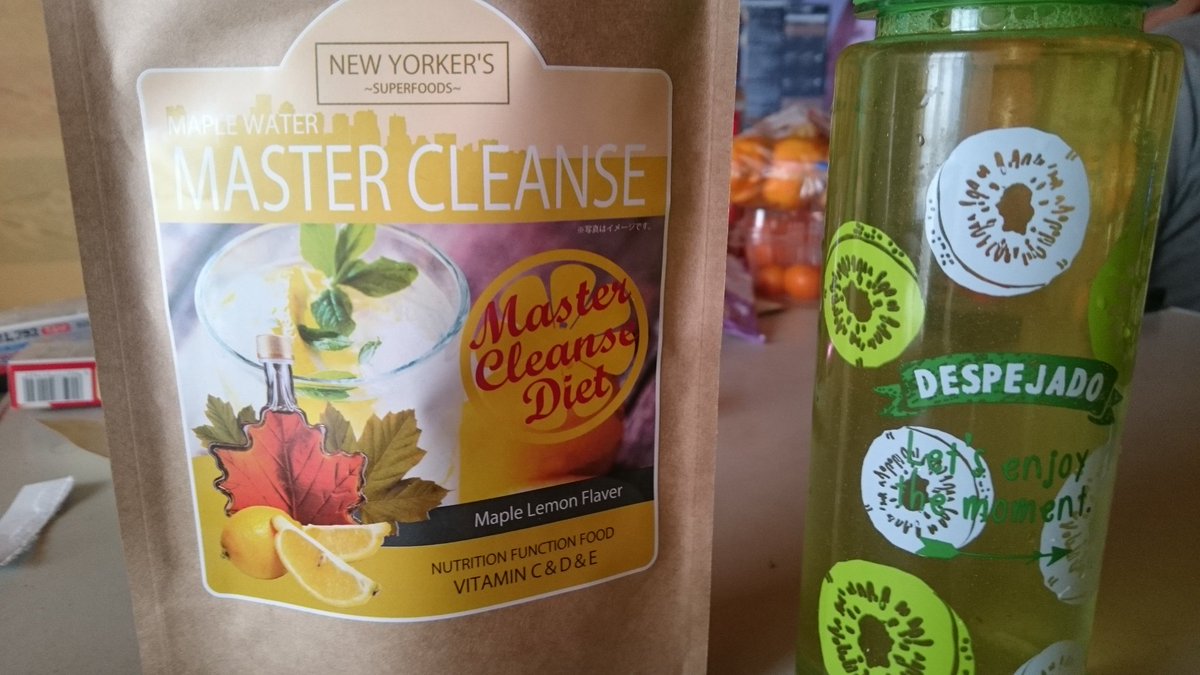 NEW YORKER'S
~SUPERFOODS~
MAPLE WATER
MASTER CLEANSE
※写真はイメージです。
Master
Cleanse
Diet
Maple Lemon Flaver
NUTRITION FUNCTION FOOD
VITAMIN C & D & E
DESPEJADO
Let's enjoy
the moment.